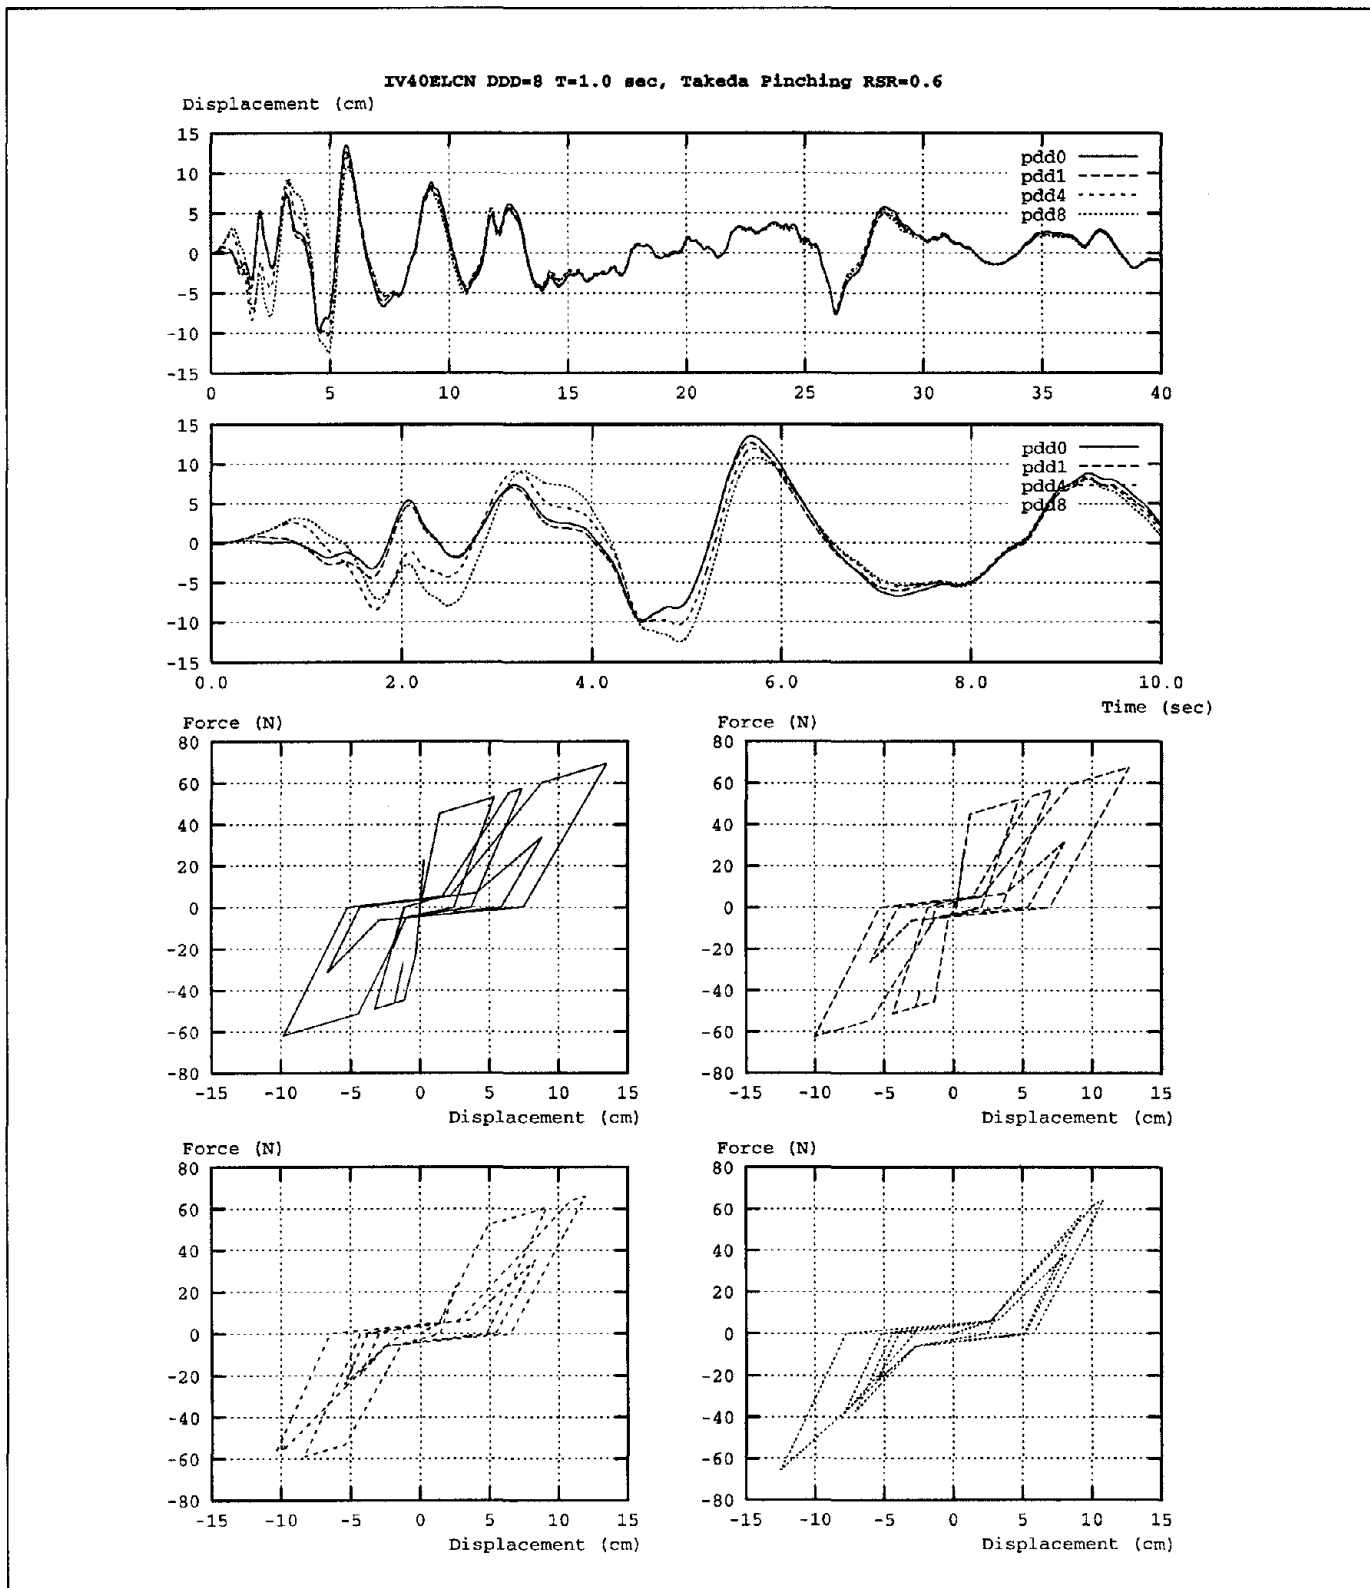 IV40ELCN DDD=8 T=1.0 sec, Takeda Pinching RSR=0.6
Displacement (cm)
15
10
5
0
-5
-10
-15
pdd0
pdd1
pdd4
pdd8
0 5 10 15 20 25 30 35 40
15
10
5
0
-5
-10
-15
pdd0
pdd1
pdd4
pdd8
0.0 2.0 4.0 6.0 8.0 10.0
Time (sec)
Force (N)
80
60
40
20
0
-20
-40
-60
-80
-15 -10 -5 0 5 10 15
Displacement (cm)
Force (N)
80
60
40
20
0
-20
-40
-60
-80
-15 -10 -5 0 5 10 15
Displacement (cm)
Force (N)
80
60
40
20
0
-20
-40
-60
-80
-15 -10 -5 0 5 10 15
Displacement (cm)
Force (N)
80
60
40
20
0
-20
-40
-60
-80
-15 -10 -5 0 5 10 15
Displacement (cm)